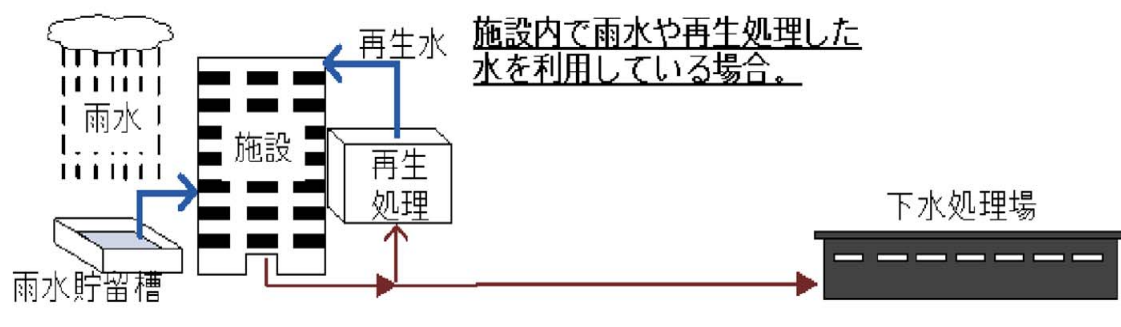 施設内で雨水や再生処理した
水を利用している場合。
再生水
雨水
施設
再生
処理
下水処理場
雨水貯留槽